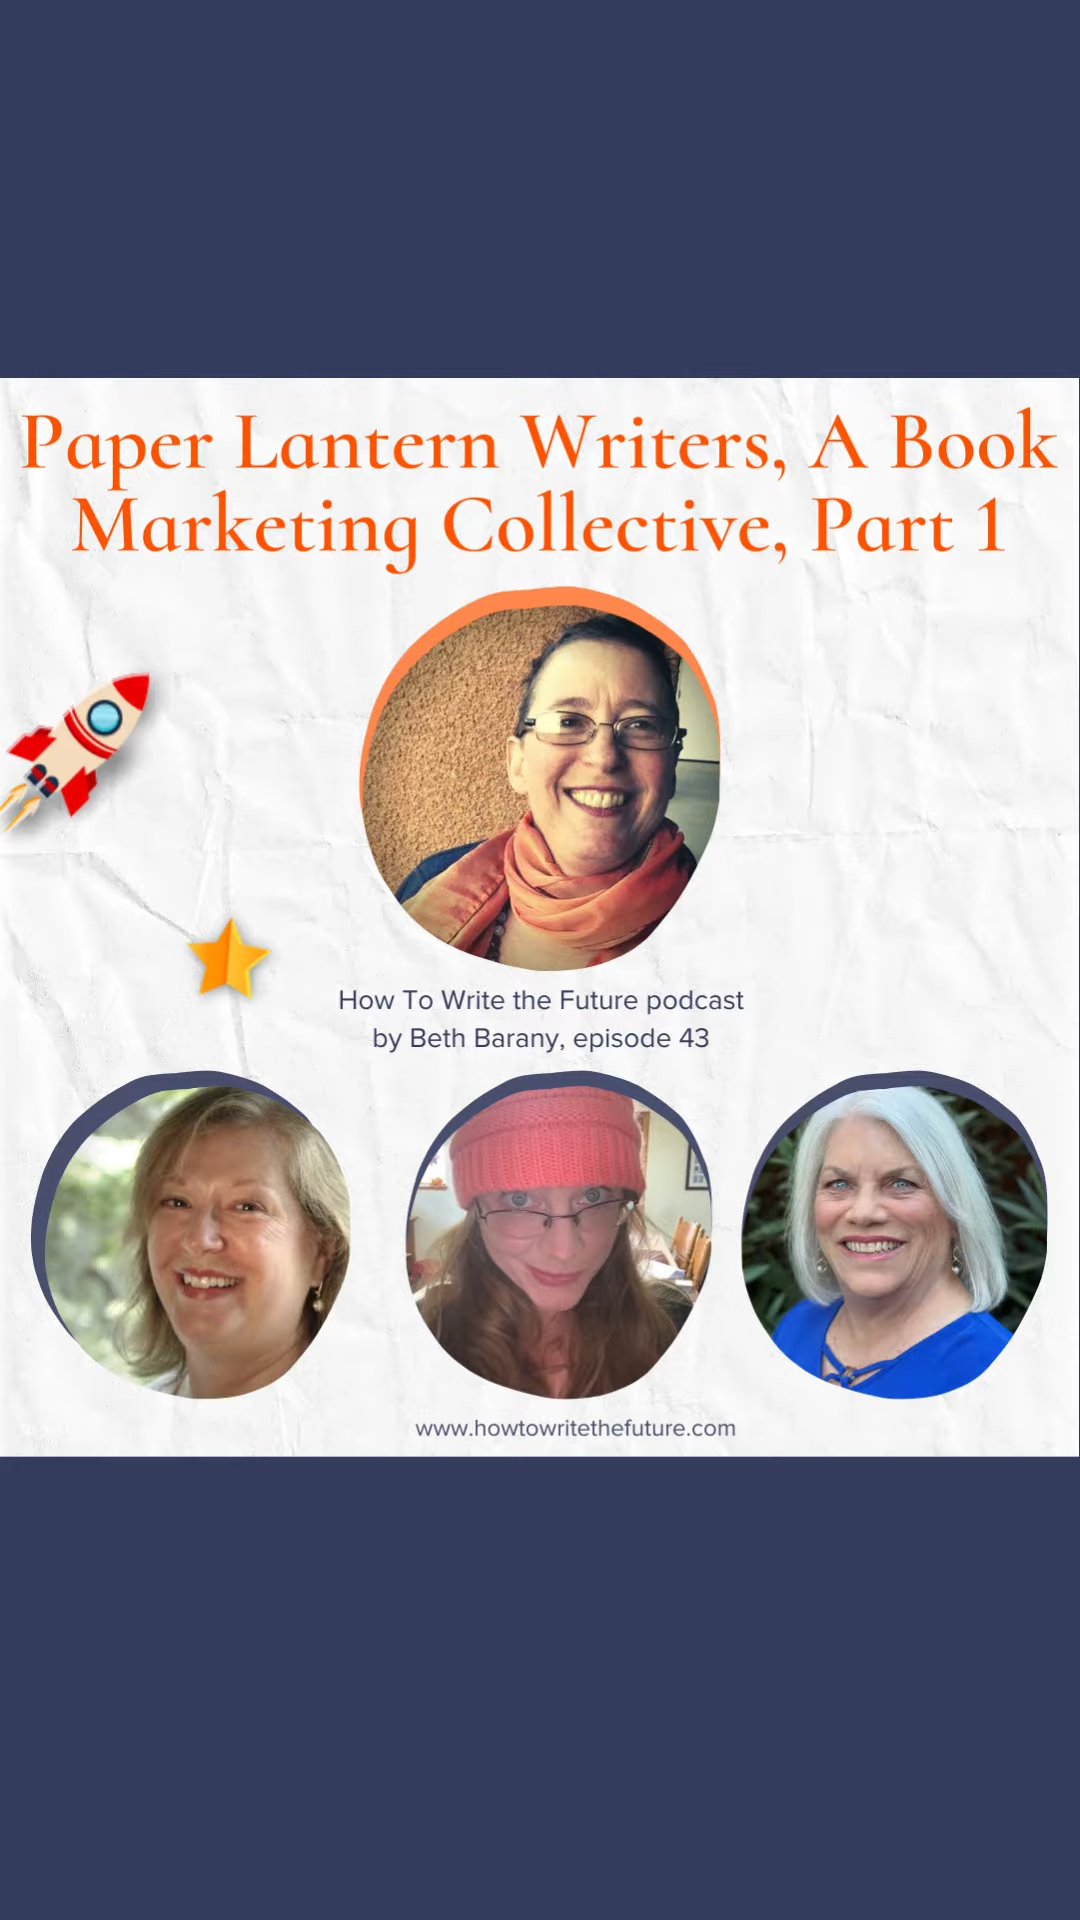 Paper Lantern Writers, A Book
Marketing Collective, Part 1
How To Write the Future podcast
by Beth Barany, episode 43
www.howtowritethefuture.com